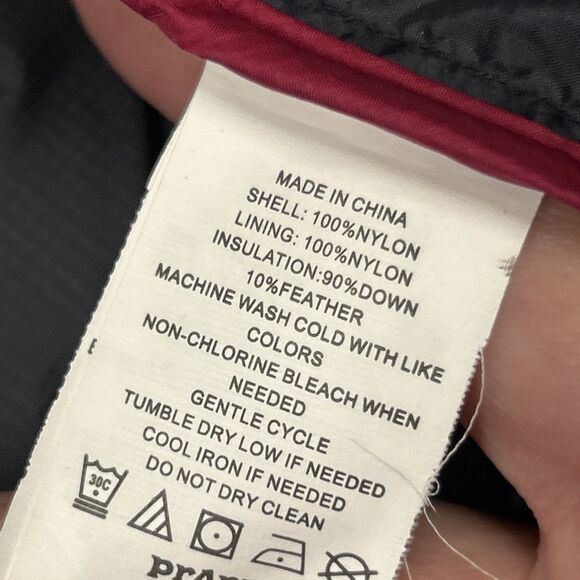 MADE IN CHINA
SHELL: 100%NYLON
LINING: 100%NYLON
INSULATION:90%DOWN
10%FEATHER
MACHINE WASH COLD WITH LIKE
COLORS
NON-CHLORINE BLEACH WHEN
NEEDED
GENTLE CYCLE
TUMBLE DRY LOW IF NEEDED
COOL IRON IF NEEDED
DO NOT DRY CLEAN
30C